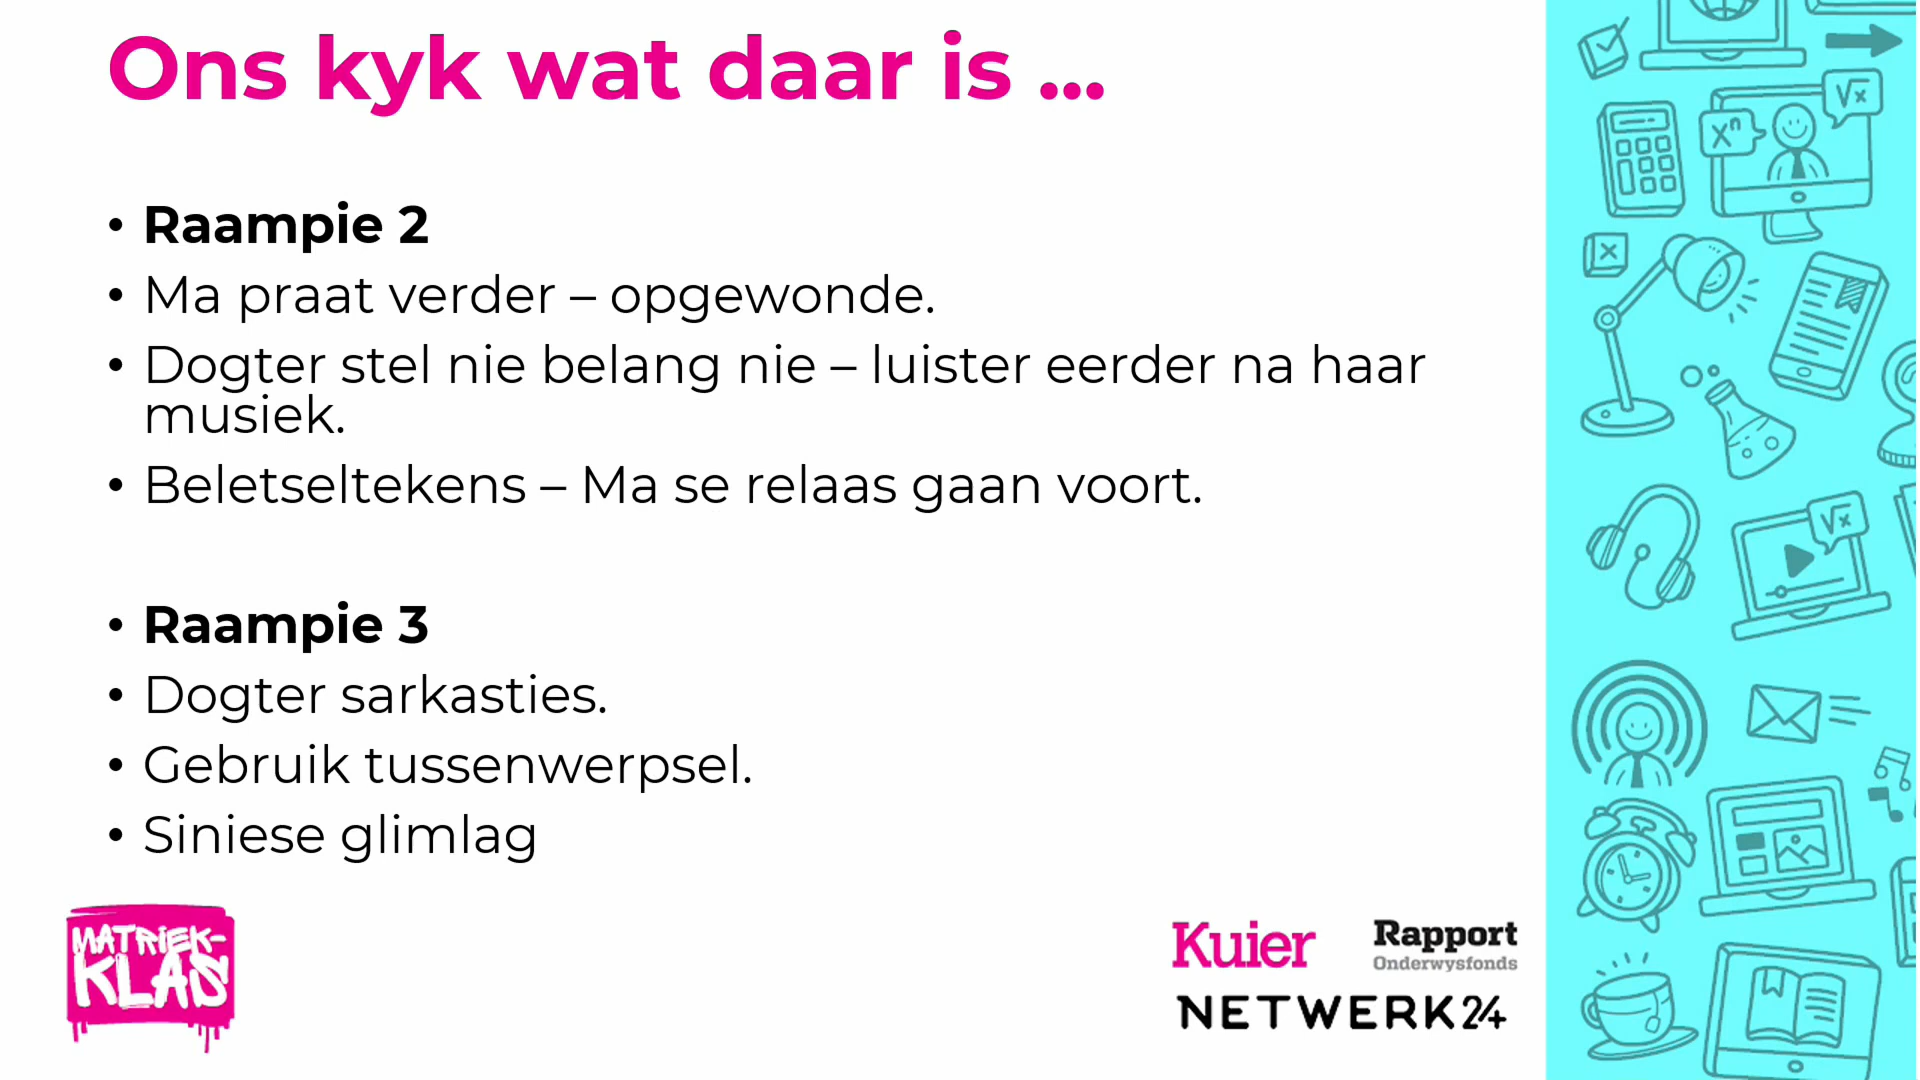 Ons kyk wat daar is ...
• Raampie 2
• Ma praat verder – opgewonde.
• Dogter stel nie belang nie – luister eerder na haar
musiek.
• Beletseltekens – Ma se relaas gaan voort.
• Raampie 3
• Dogter sarkasties.
• Gebruik tussenwerpsel.
• Siniese glimlag
MATRIEK-
KLAS
Kuier
Rapport
Onderwysfonds
NETWERK24
√x
xⁿ
√x